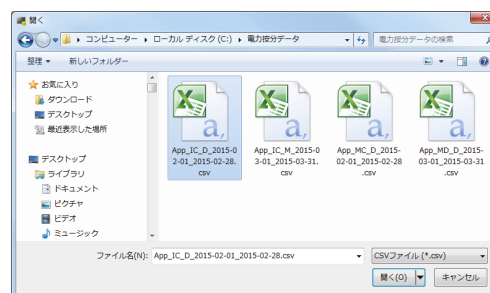 開く
コンピューター ▸ ローカル ディスク (C:) ▸ 電力按分データ
電力按分データの検索
整理 ▼ 新しいフォルダー
お気に入り
ダウンロード
デスクトップ
最近表示した場所
デスクトップ
ライブラリ
ドキュメント
ピクチャ
ビデオ
ミュージック
App_IC_D_2015-0
2-01_2015-02-28.
csv
App_IC_M_2015-0
3-01_2015-03-31.
csv
App_MC_D_2015-
02-01_2015-02-28
.csv
App_MD_D_2015-
03-01_2015-03-31
.csv
ファイル名(N): App_IC_D_2015-02-01_2015-02-28.csv
CSVファイル (*.csv)
開く(O) キャンセル